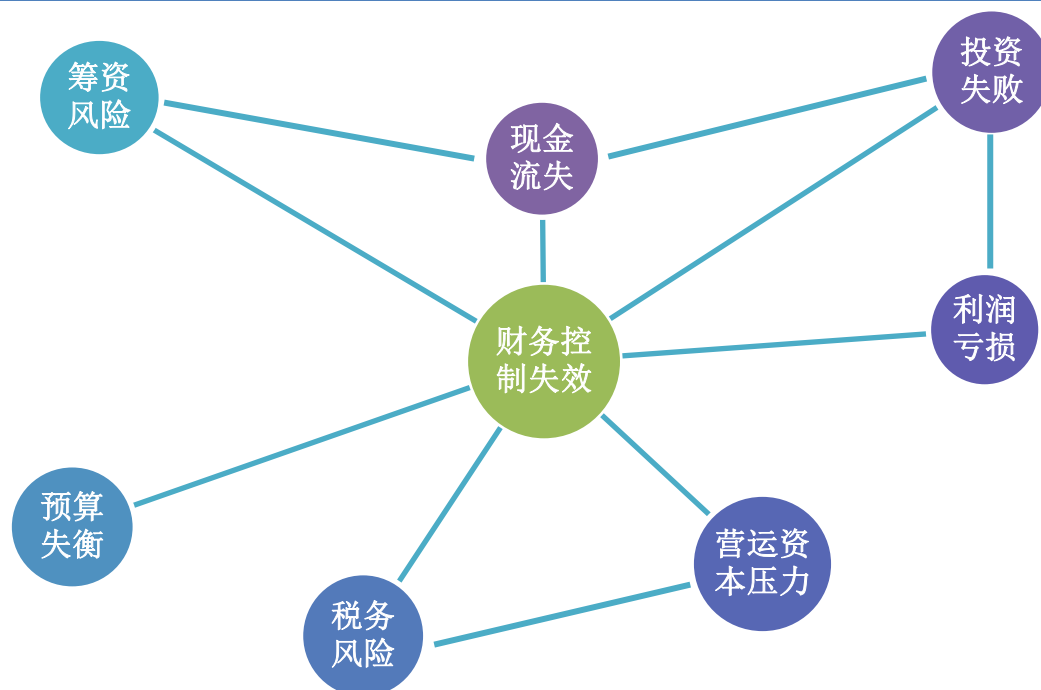 筹资
风险
投资
失败
现金
流失
利润
亏损
财务控
制失效
预算
失衡
营运资
本压力
税务
风险